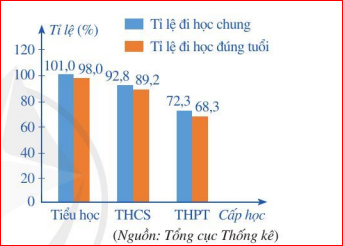 Tỉ lệ (%)
Tỉ lệ đi học chung
Tỉ lệ đi học đúng tuổi
120
100
80
60
40
20
0
101,0 98,0
92,8 89,2
72,3 68,3
Tiểu học THCS THPT Cấp học
(Nguồn: Tổng cục Thống kê)